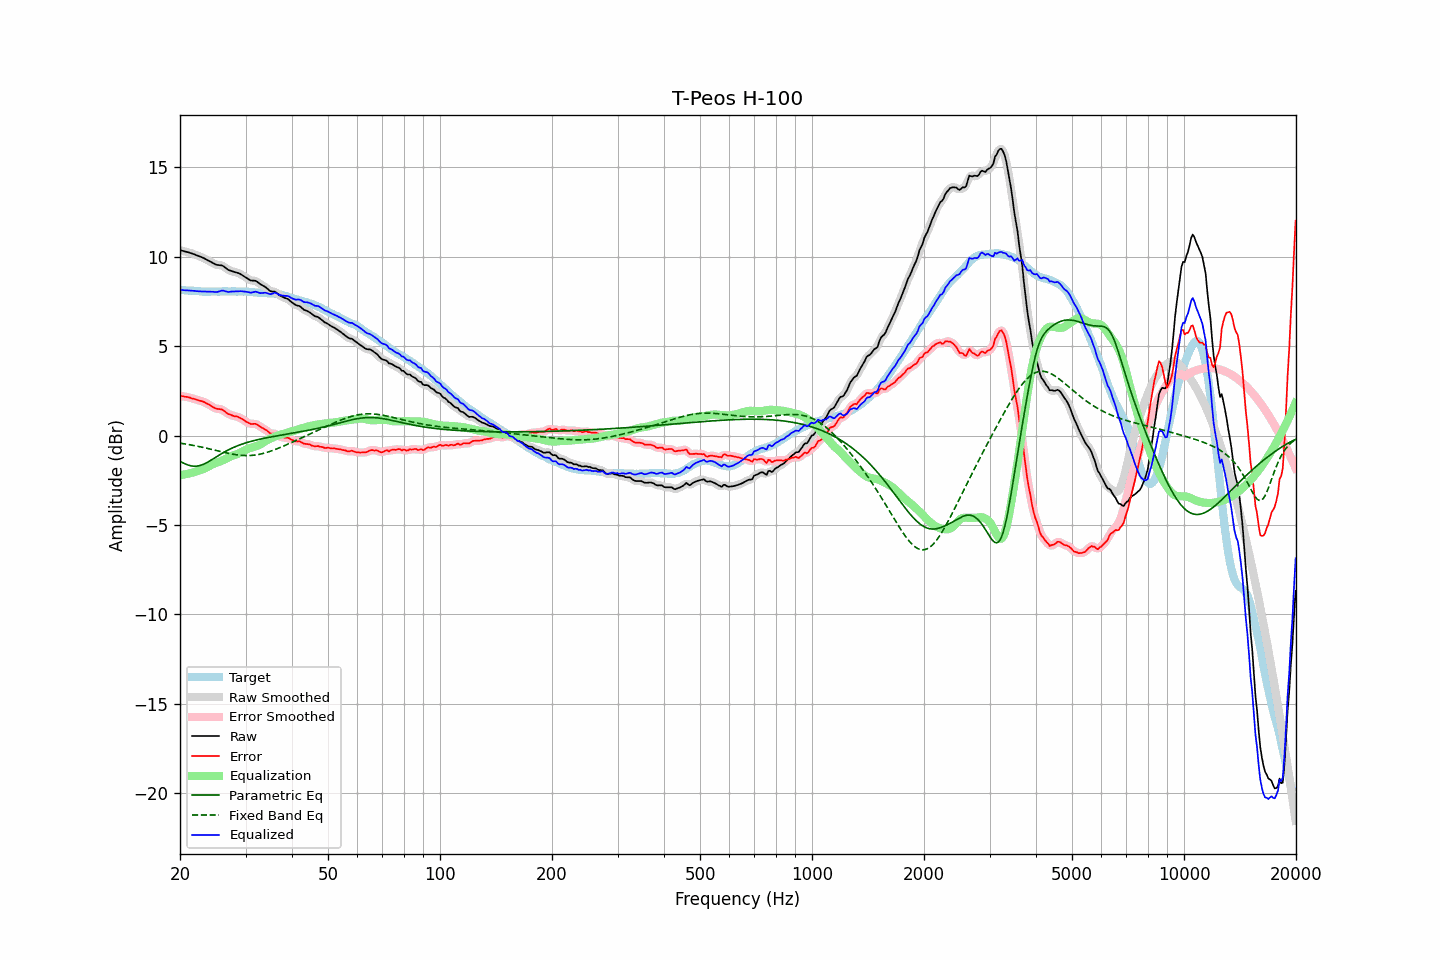 T-Peos H-100
Amplitude (dBr)
15
10
5
0
−5
−10
−15
−20
Target
Raw Smoothed
Error Smoothed
Raw
Error
Equalization
Parametric Eq
Fixed Band Eq
Equalized
20 50 100 200 500 1000 2000 5000 10000 20000
Frequency (Hz)